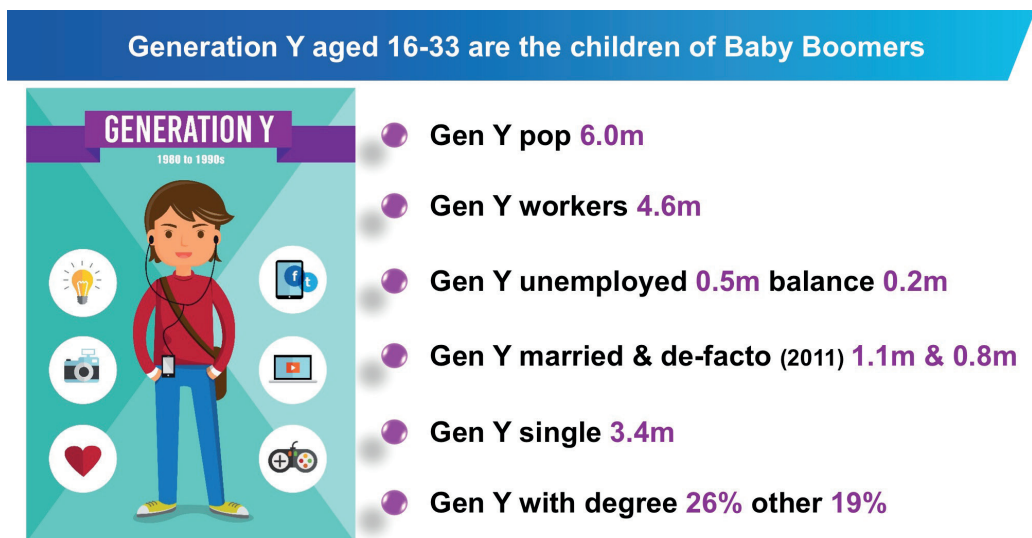 Generation Y aged 16-33 are the children of Baby Boomers
GENERATION Y
1980 to 1990s
Gen Y pop 6.0m
Gen Y workers 4.6m
Gen Y unemployed 0.5m balance 0.2m
Gen Y married & de-facto (2011) 1.1m & 0.8m
Gen Y single 3.4m
Gen Y with degree 26% other 19%
f
t